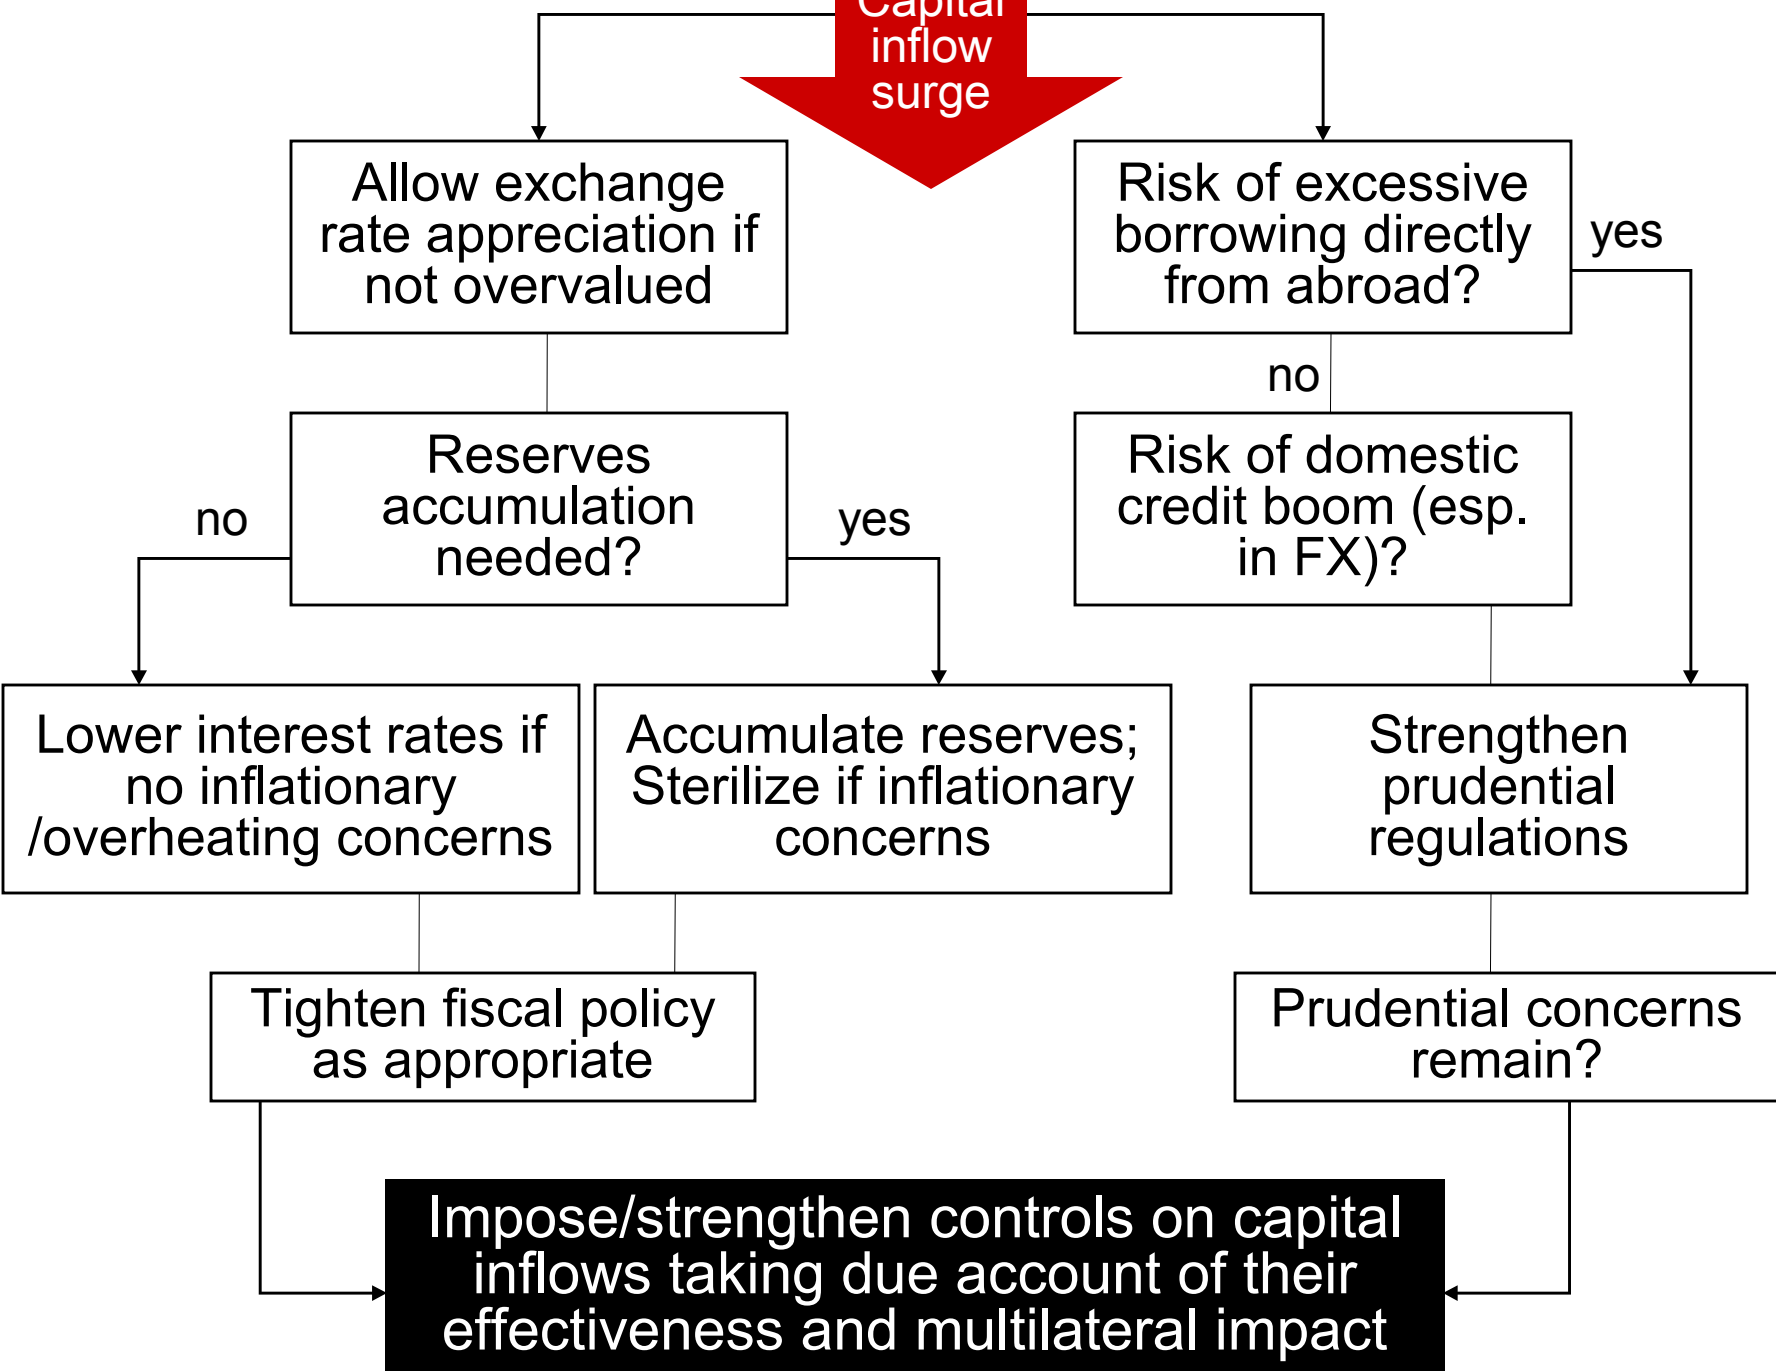 Capital
inflow
surge
Allow exchange
rate appreciation if
not overvalued
Risk of excessive
borrowing directly
from abroad?
yes
no
Reserves
accumulation
needed?
no
yes
Risk of domestic
credit boom (esp.
in FX)?
Lower interest rates if
no inflationary
/overheating concerns
Accumulate reserves;
Sterilize if inflationary
concerns
Strengthen
prudential
regulations
Tighten fiscal policy
as appropriate
Prudential concerns
remain?
Impose/strengthen controls on capital
inflows taking due account of their
effectiveness and multilateral impact